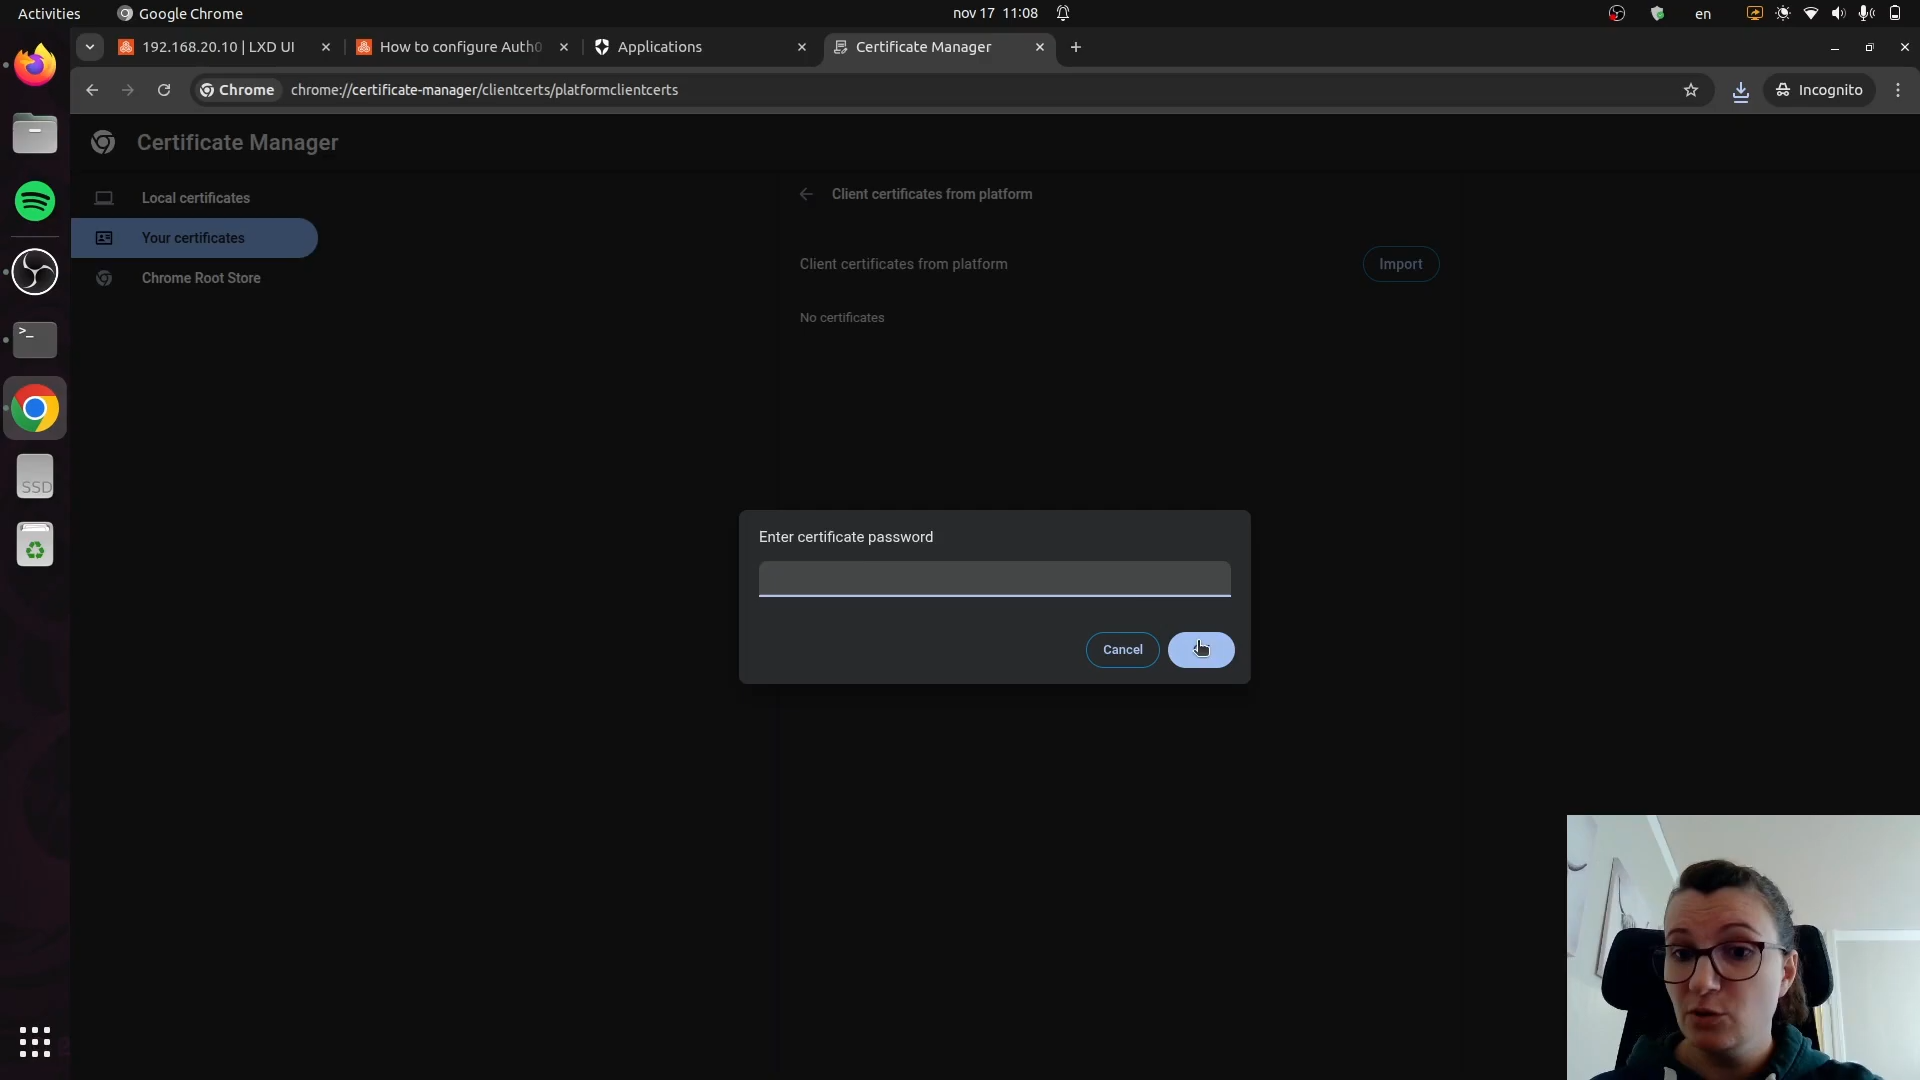 Activities
Google Chrome
nov 17 11:08
en
192.168.20.10 | LXD UI
How to configure Auth0
Applications
Certificate Manager
Chrome
chrome://certificate-manager/clientcerts/platformclientcerts
Incognito
Certificate Manager
Local certificates
Your certificates
Chrome Root Store
Client certificates from platform
Client certificates from platform
Import
No certificates
Enter certificate password
Cancel
SSD